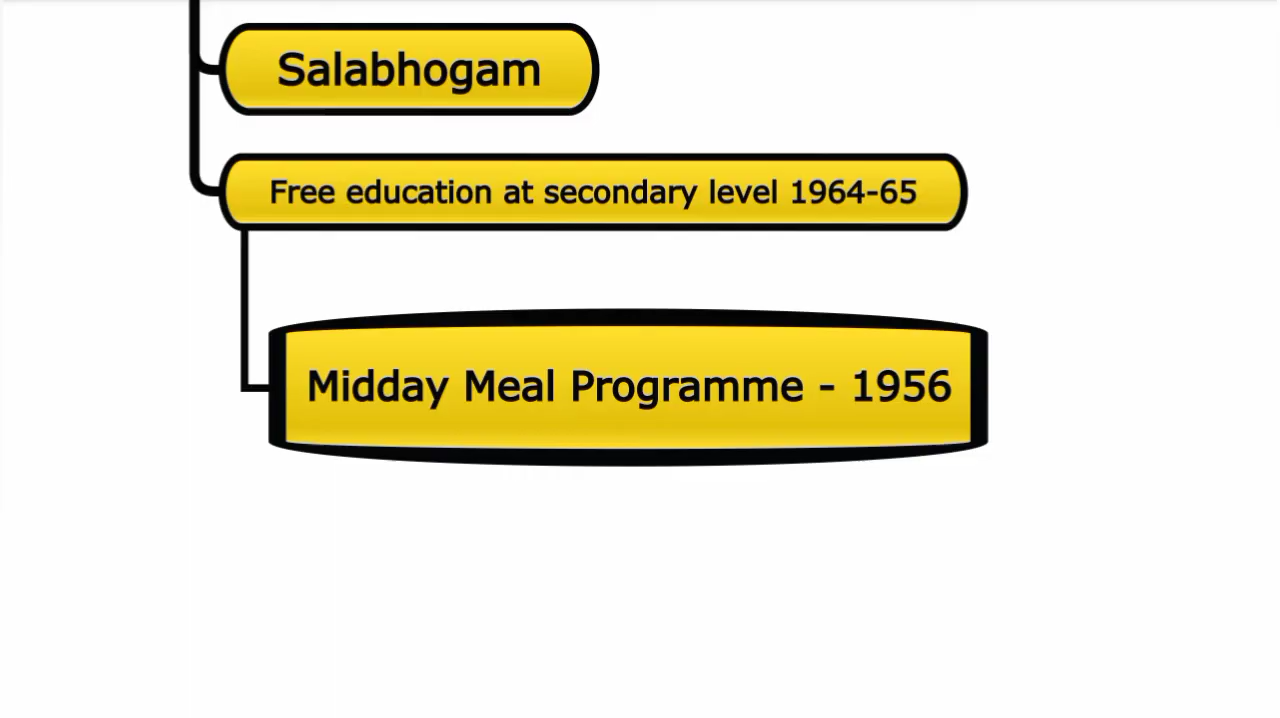 Salabhogam
Free education at secondary level 1964-65
Midday Meal Programme - 1956